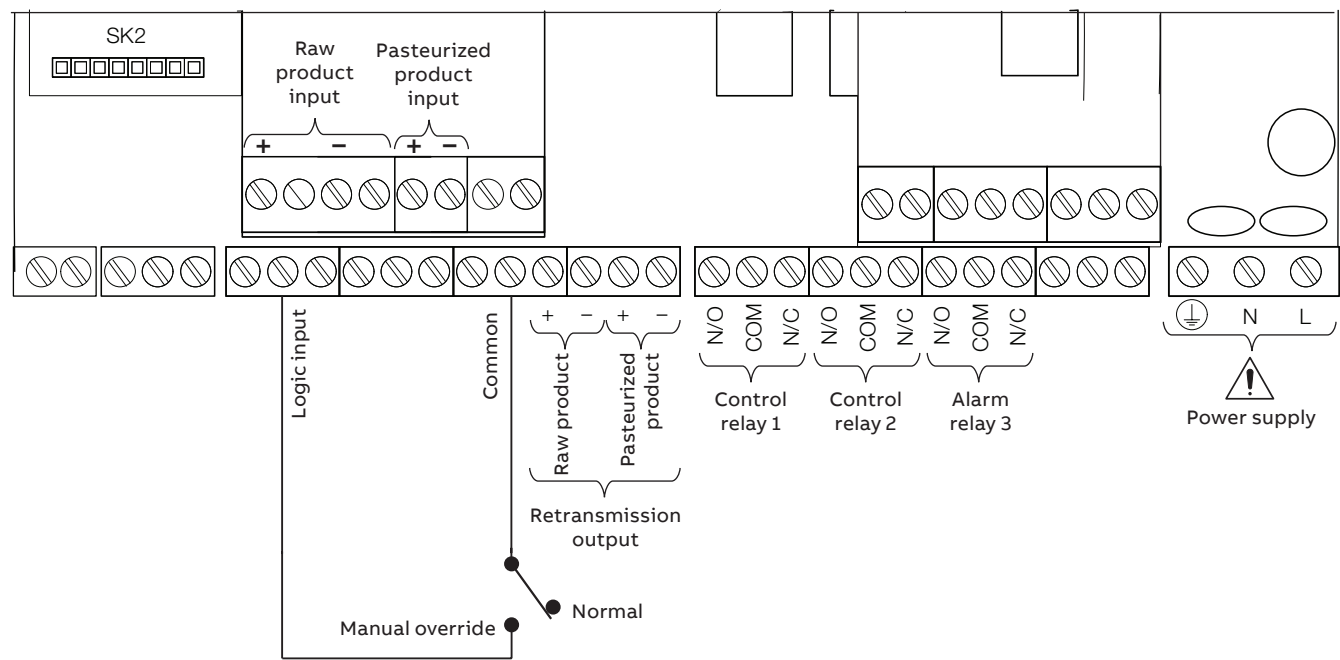 SK2
Raw
product
input
Pasteurized
product
input
+
−
+ −
Logic input
Common
+ − + −
Raw product
Pasteurized
product
Retransmission
output
N/O COM N/C N/O COM N/C N/O COM N/C
Control
relay 1
Control
relay 2
Alarm
relay 3
N L
!
Power supply
Normal
Manual override